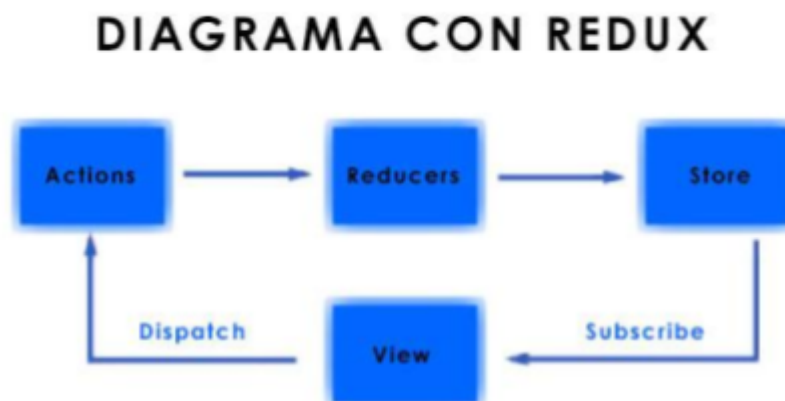 DIAGRAMA CON REDUX
Actions
Reducers
Store
Dispatch
View
Subscribe